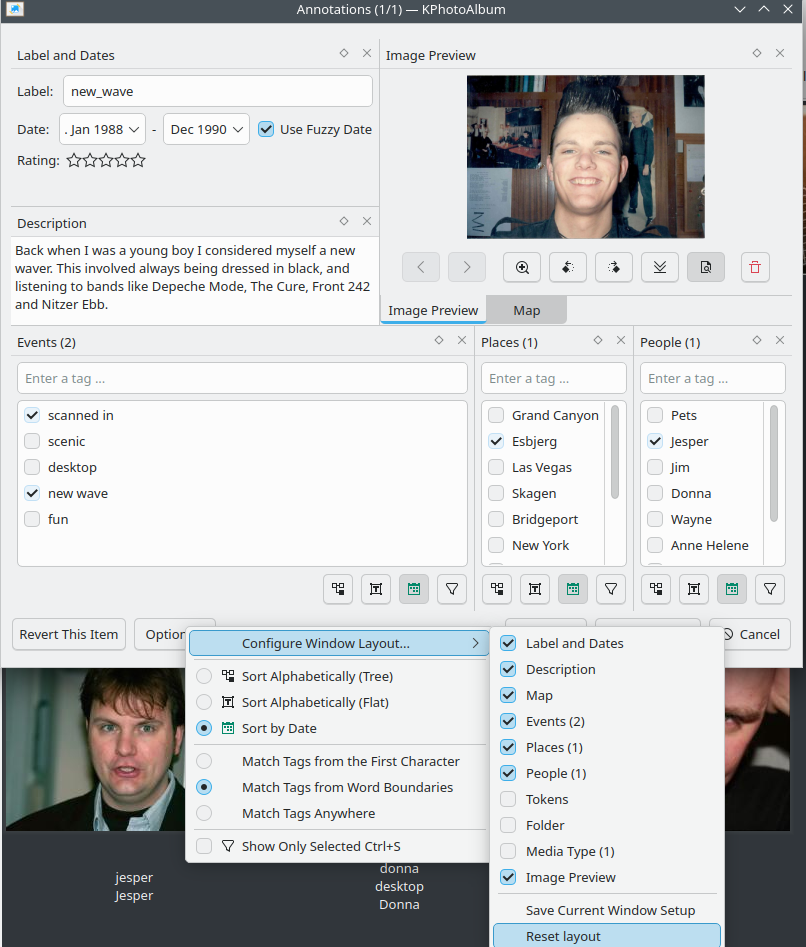 Annotations (1/1) — KPhotoAlbum
Label and Dates
Label: new_wave
Date: . Jan 1988 - Dec 1990 Use Fuzzy Date
Rating:
Description
Back when I was a young boy I considered myself a new
waver. This involved always being dressed in black, and
listening to bands like Depeche Mode, The Cure, Front 242
and Nitzer Ebb.
Image Preview
Image Preview Map
Events (2)
Enter a tag ...
scanned in
scenic
desktop
new wave
fun
Places (1)
Enter a tag ...
Grand Canyon
Esbjerg
Las Vegas
Skagen
Bridgeport
New York
People (1)
Enter a tag ...
Pets
Jesper
Jim
Donna
Wayne
Anne Helene
Revert This Item Option Cancel
Configure Window Layout...
Sort Alphabetically (Tree)
Sort Alphabetically (Flat)
Sort by Date
Match Tags from the First Character
Match Tags from Word Boundaries
Match Tags Anywhere
Show Only Selected Ctrl+S
Label and Dates
Description
Map
Events (2)
Places (1)
People (1)
Tokens
Folder
Media Type (1)
Image Preview
Save Current Window Setup
Reset layout
jesper
Jesper
donna
desktop
Donna